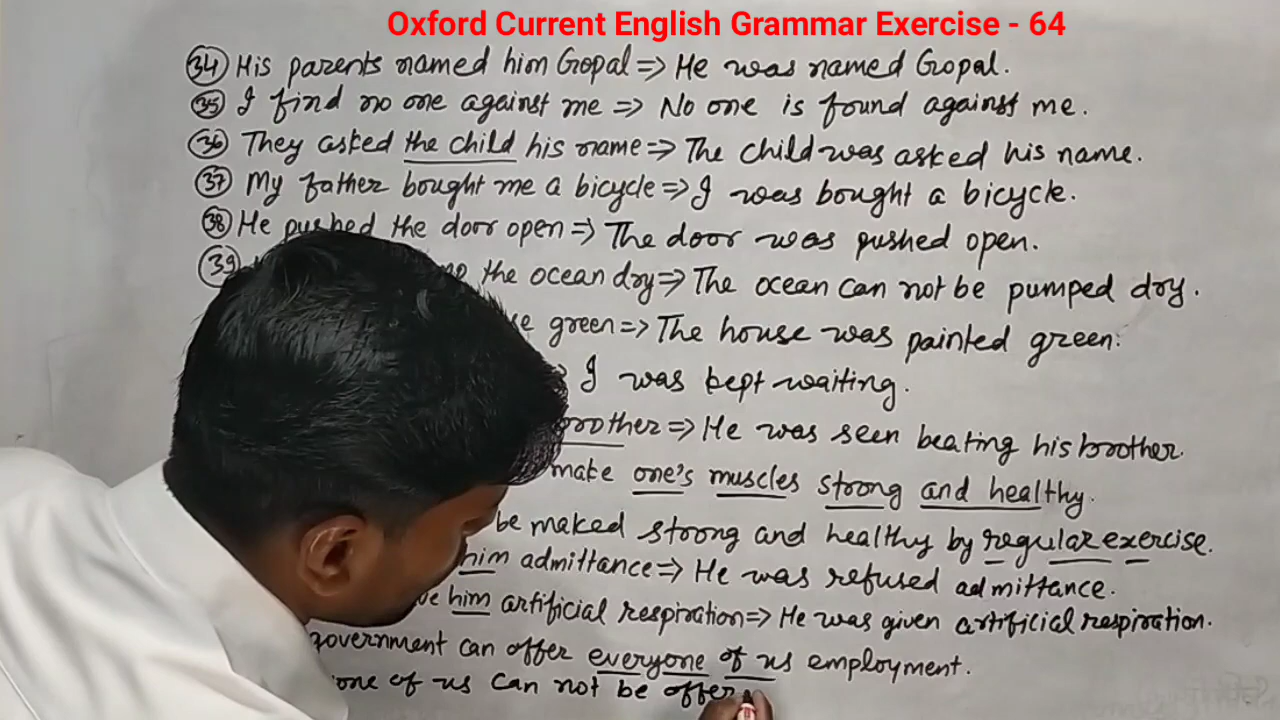 Oxford Current English Grammar Exercise - 64
34 His parents named him Gopal => He was named Gopal.
35 I find no one against me => No one is found against me.
36 They asked the child his name => The child was asked his name.
37 My father bought me a bicycle => I was bought a bicycle.
38 He pushed the door open => The door was pushed open.
39 the ocean dry => The ocean can not be pumped dry.
green => The house was painted green.
I was kept waiting.
brother => He was seen beating his brother.
make one's muscles strong and healthy.
be maked strong and healthy by regular exercise.
him admittance => He was refused admittance.
him artificial respiration => He was given artificial respiration.
government can offer everyone of us employment.
one of us can not be offer